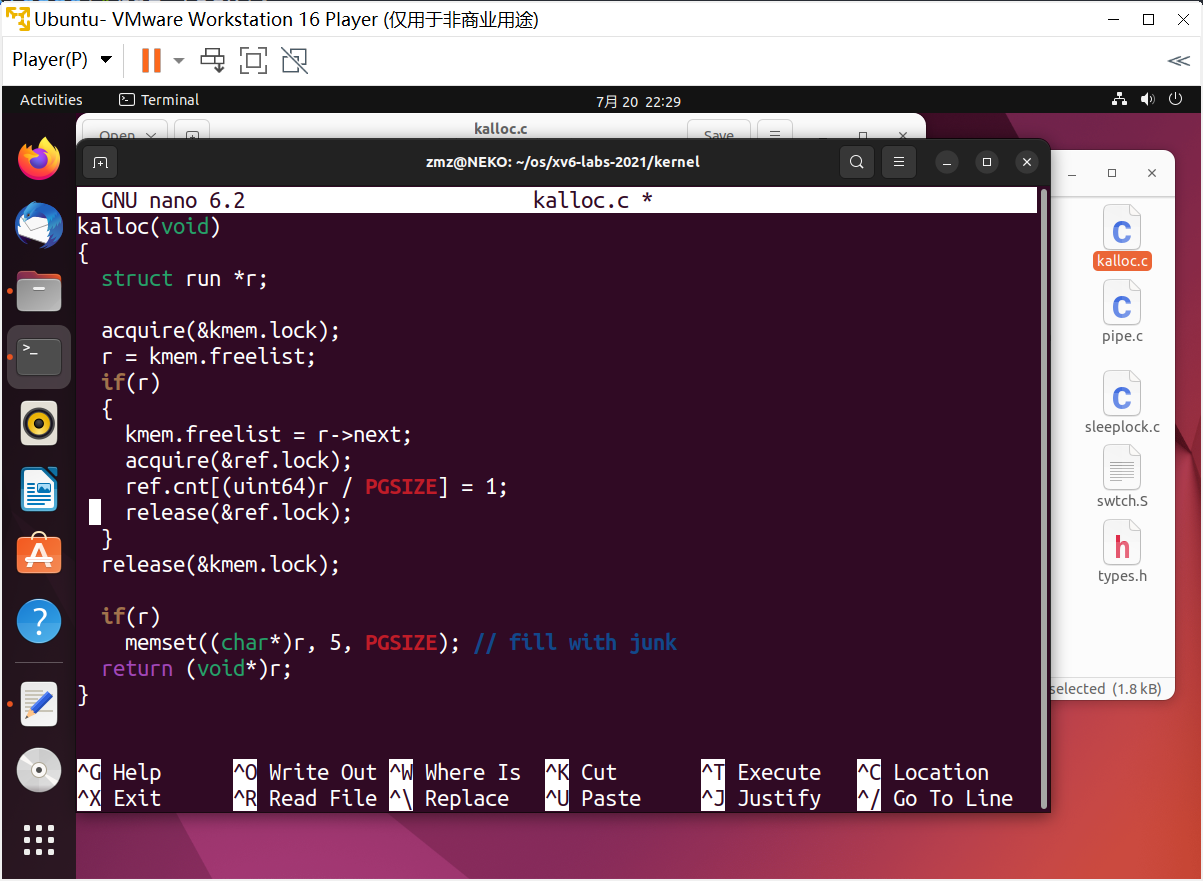 Ubuntu- VMware Workstation 16 Player (仅用于非商业用途)
Player(P)
Activities
Terminal
7月 20 22:29
Open
kalloc.c
Save
zmz@NEKO: ~/os/xv6-labs-2021/kernel
GNU nano 6.2 kalloc.c *
kalloc(void)
{
  struct run *r;

  acquire(&kmem.lock);
  r = kmem.freelist;
  if(r)
  {
    kmem.freelist = r->next;
    acquire(&ref.lock);
    ref.cnt[(uint64)r / PGSIZE] = 1;
    release(&ref.lock);
  }
  release(&kmem.lock);

  if(r)
    memset((char*)r, 5, PGSIZE); // fill with junk
  return (void*)r;
}
^G Help ^O Write Out ^W Where Is ^K Cut ^T Execute ^C Location
^X Exit ^R Read File ^\ Replace ^U Paste ^J Justify ^/ Go To Line
kalloc.c
pipe.c
sleeplock.c
swtch.S
types.h
selected (1.8 kB)